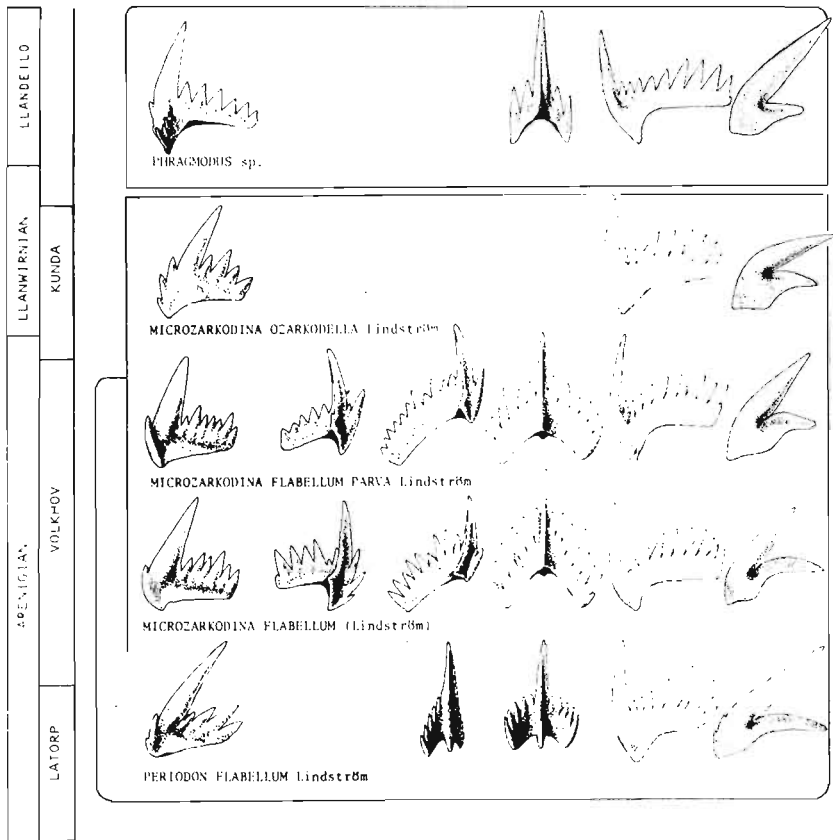 LLANDEILO
LLANWIRNIAN
ARENIGIAN
KUNDA
VOLKHOV
LATORP
PHRAGMODUS sp.
MICROZARKODINA OZARKODELLA Lindström
MICROZARKODINA FLABELLUM PARVA Lindström
MICROZARKODINA FLABELLUM (Lindström)
PERIODON FLABELLUM Lindström
?